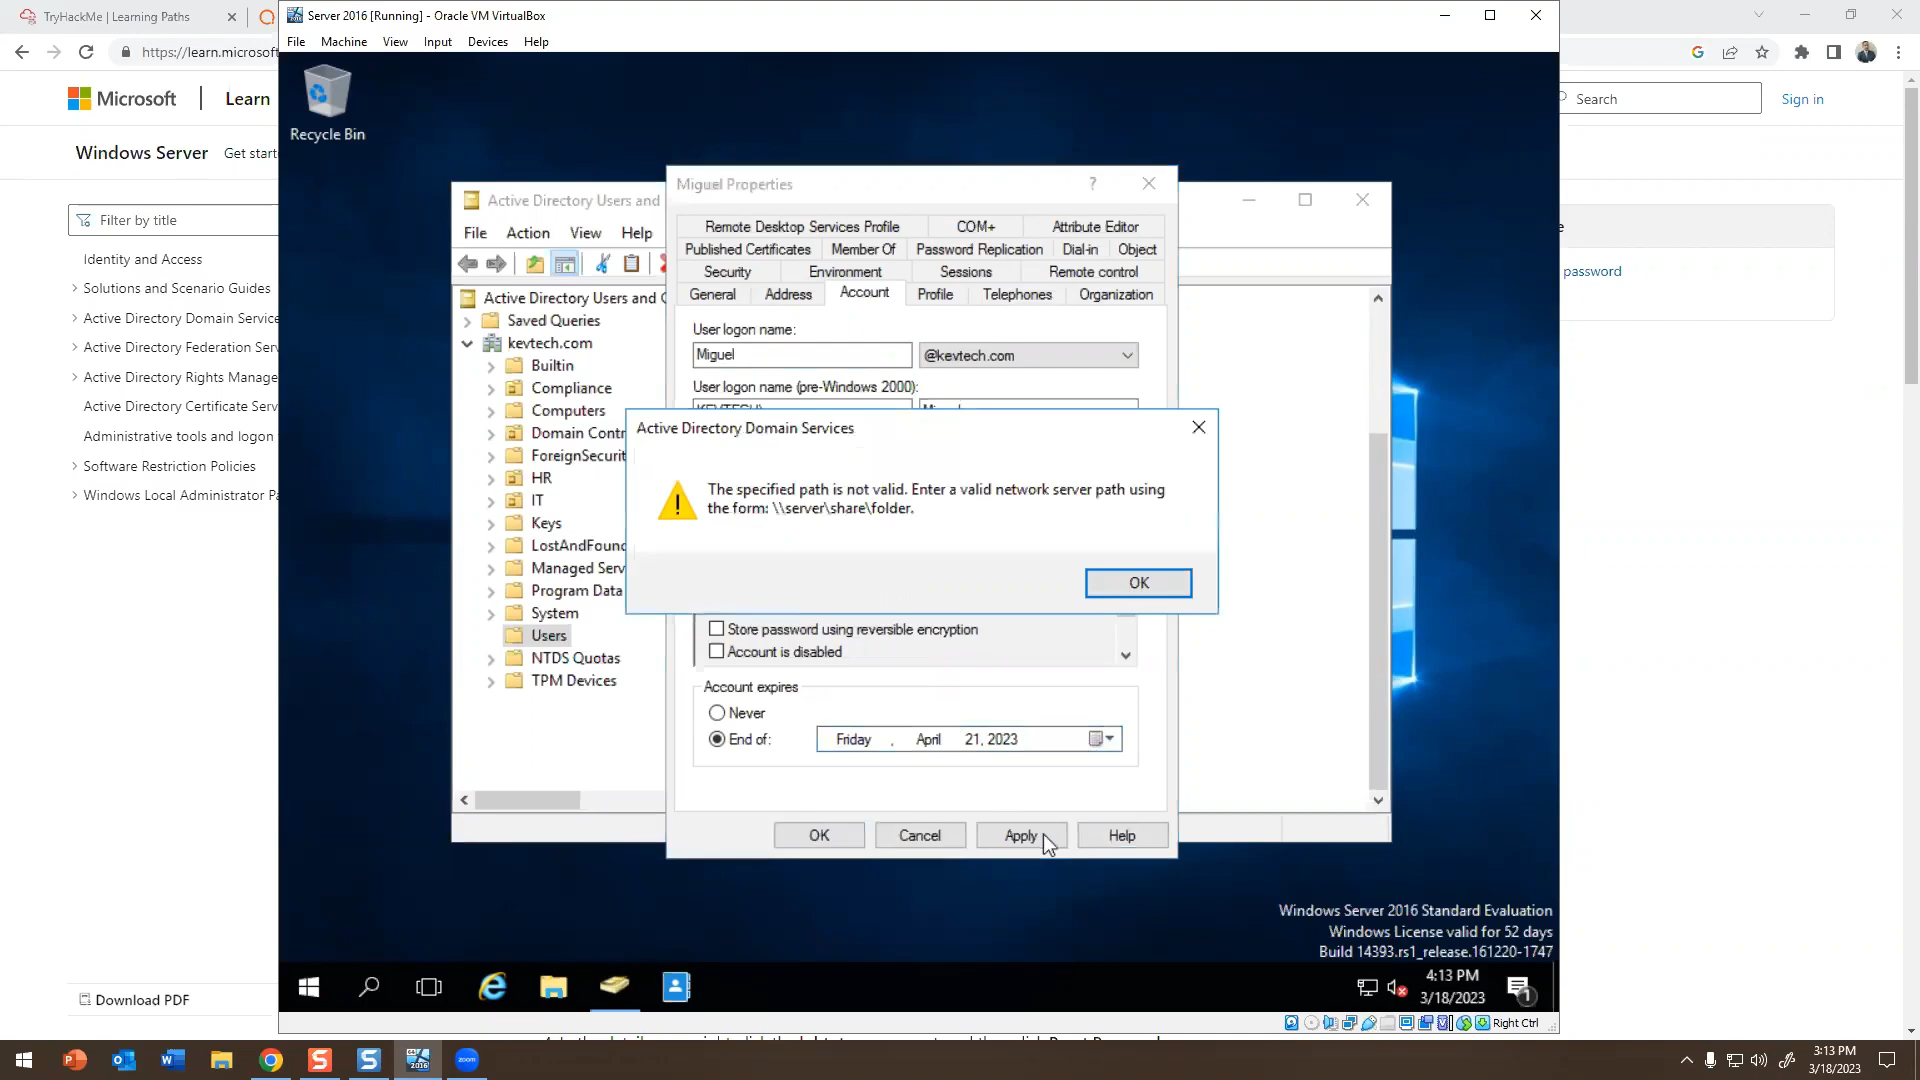 TryHackMe | Learning Paths
https://learn.microsoft
Microsoft
Learn
Search
Sign in
Windows Server
Get start
Filter by title
Identity and Access
Solutions and Scenario Guides
Active Directory Domain Service
Active Directory Federation Serv
Active Directory Rights Manage
Active Directory Certificate Serv
Administrative tools and logon
Software Restriction Policies
Windows Local Administrator Pa
Download PDF
password
Server 2016 [Running] - Oracle VM VirtualBox
File Machine View Input Devices Help
Recycle Bin
Active Directory Users and
File Action View Help
Active Directory Users and C
Saved Queries
kevtech.com
Builtin
Compliance
Computers
Domain Contr
ForeignSecurit
HR
IT
Keys
LostAndFound
Managed Serv
Program Data
System
Users
NTDS Quotas
TPM Devices
Miguel Properties
?
Remote Desktop Services Profile COM+ Attribute Editor
Published Certificates Member Of Password Replication Dial-in Object
Security Environment Sessions Remote control
General Address Account Profile Telephones Organization
User logon name:
Miguel @kevtech.com
User logon name (pre-Windows 2000):
Active Directory Domain Services
The specified path is not valid. Enter a valid network server path using
the form: \\server\share\folder.
OK
Store password using reversible encryption
Account is disabled
Account expires
Never
End of: Friday , April 21, 2023
OK Cancel Apply Help
Windows Server 2016 Standard Evaluation
Windows License valid for 52 days
Build 14393.rs1_release.161220-1747
4:13 PM
3/18/2023
1
Right Ctrl
zoom
2016
3:13 PM
3/18/2023